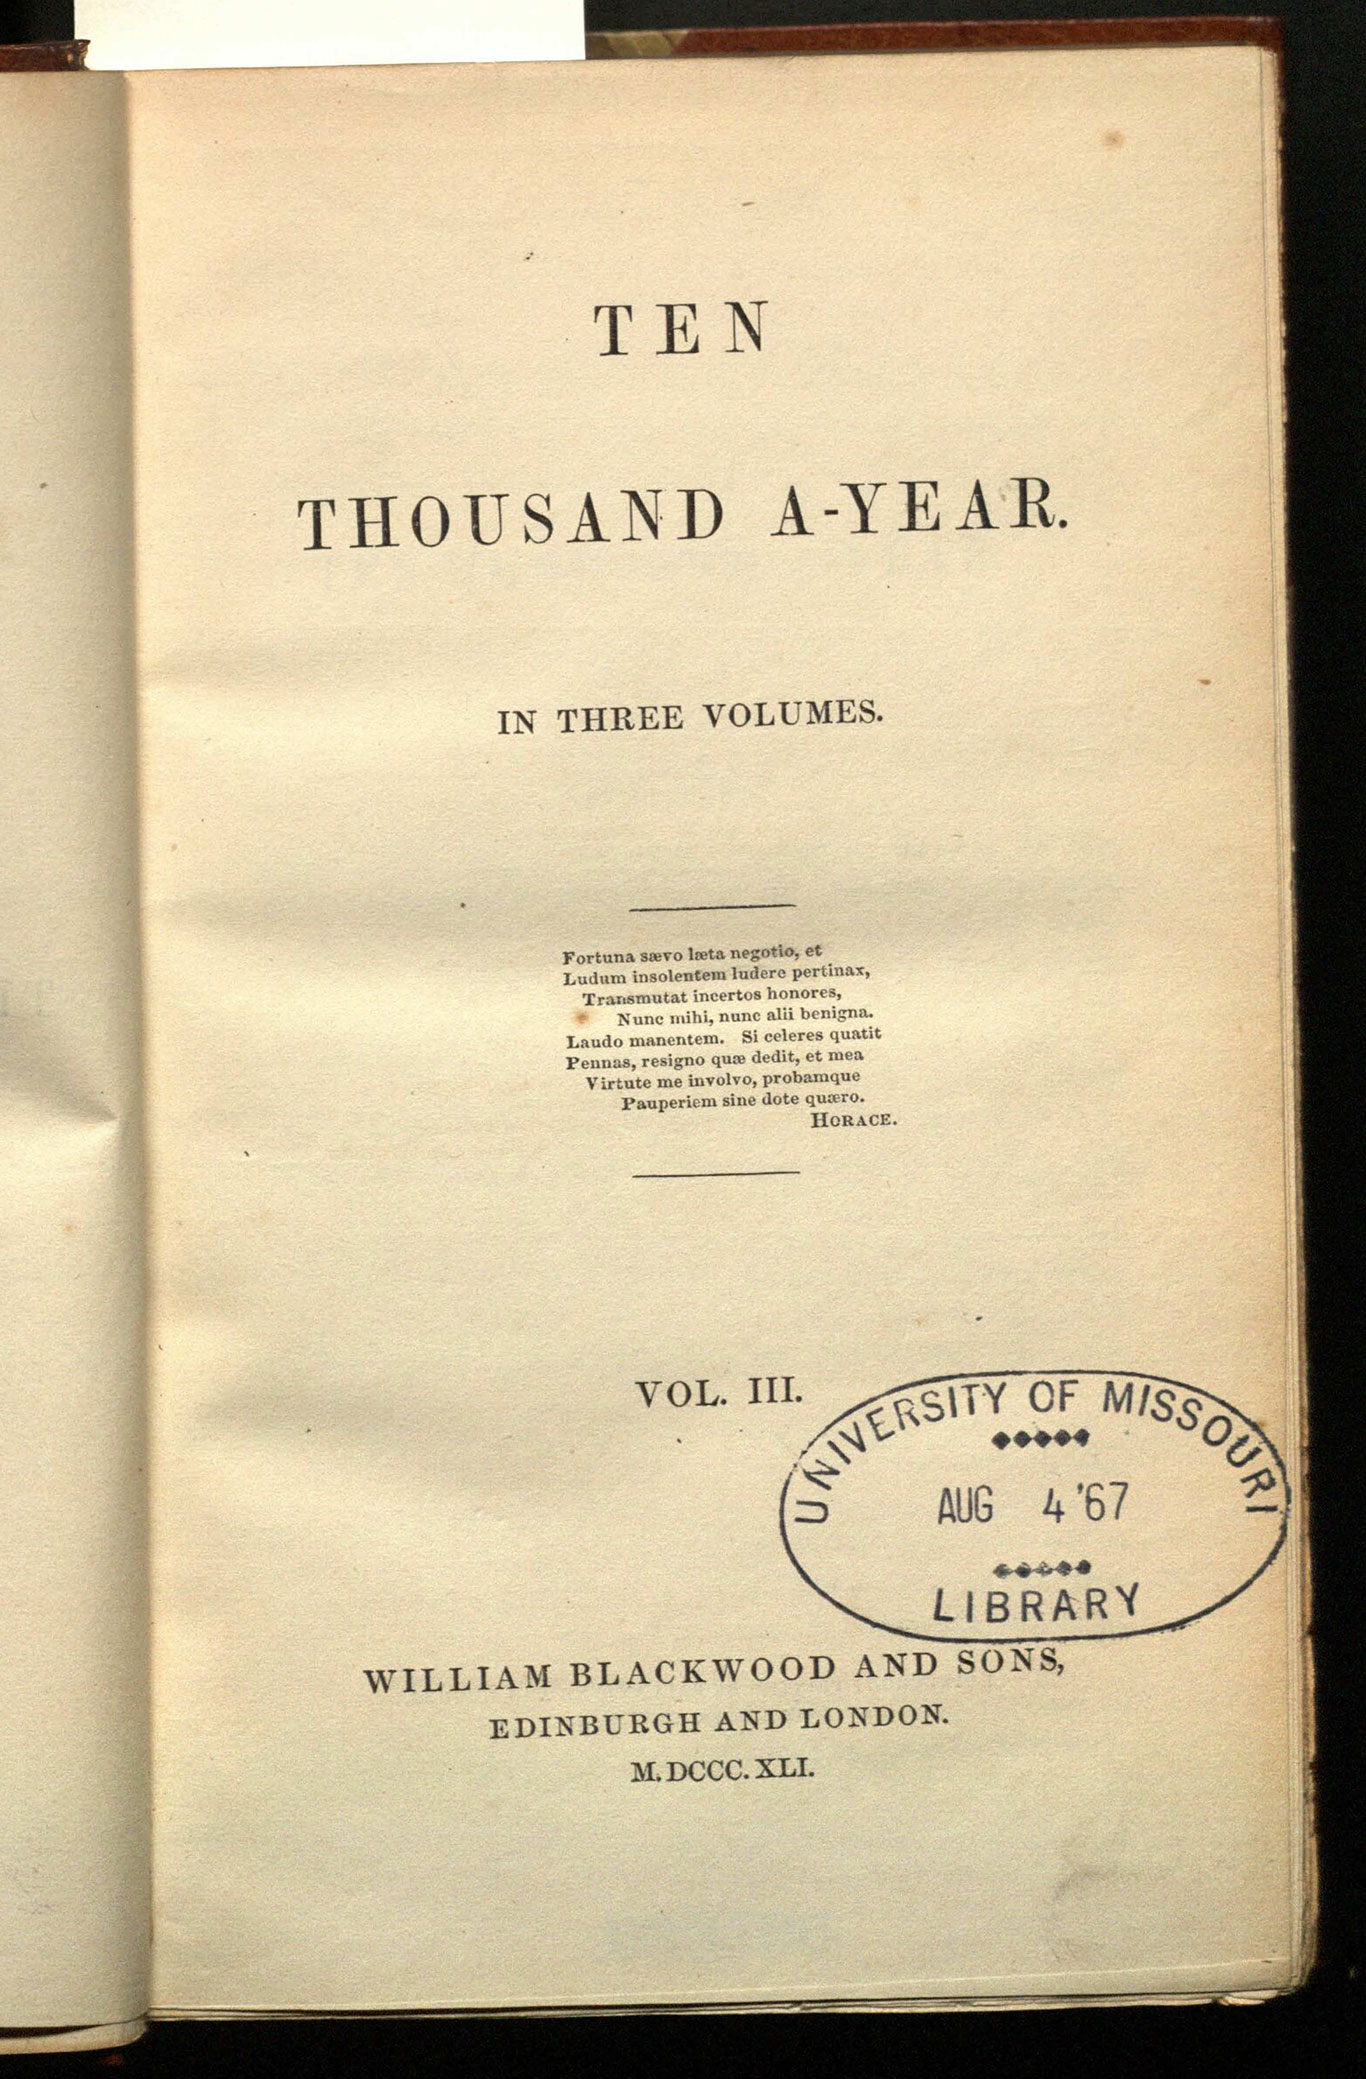 TEN
THOUSAND A-YEAR.
IN THREE VOLUMES.
Fortuna sævo læta negotio, et
Ludum insolentem ludere pertinax,
Transmutat incertos honores,
Nunc mihi, nunc alii benigna.
Laudo manentem. Si celeres quatit
Pennas, resigno quæ dedit, et mea
Virtute me involvo, probamque
Pauperiem sine dote quæro.
HORACE.
VOL. III.
UNIVERSITY OF MISSOURI
AUG 4 '67
LIBRARY
WILLIAM BLACKWOOD AND SONS,
EDINBURGH AND LONDON.
M.DCCC.XLI.